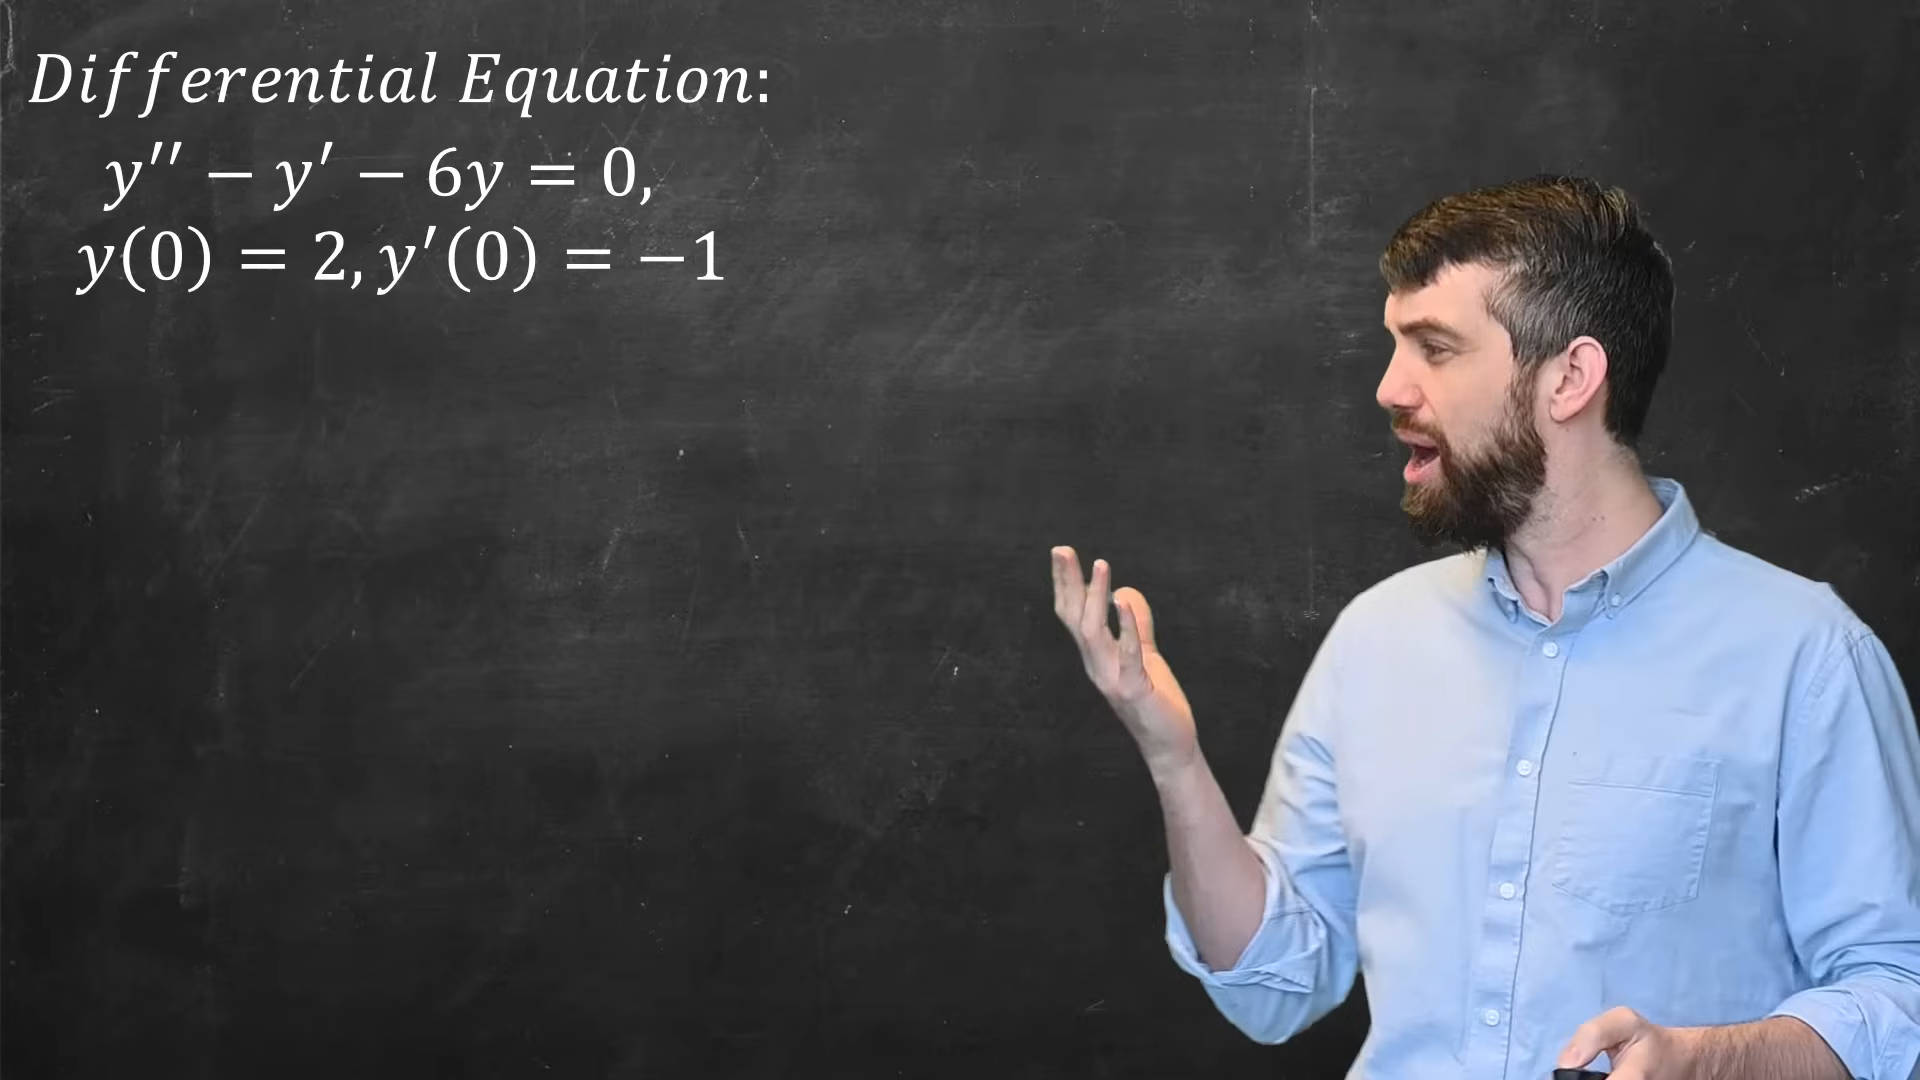 Differential Equation:
y′′ − y′ − 6y = 0,
y(0) = 2, y′(0) = −1